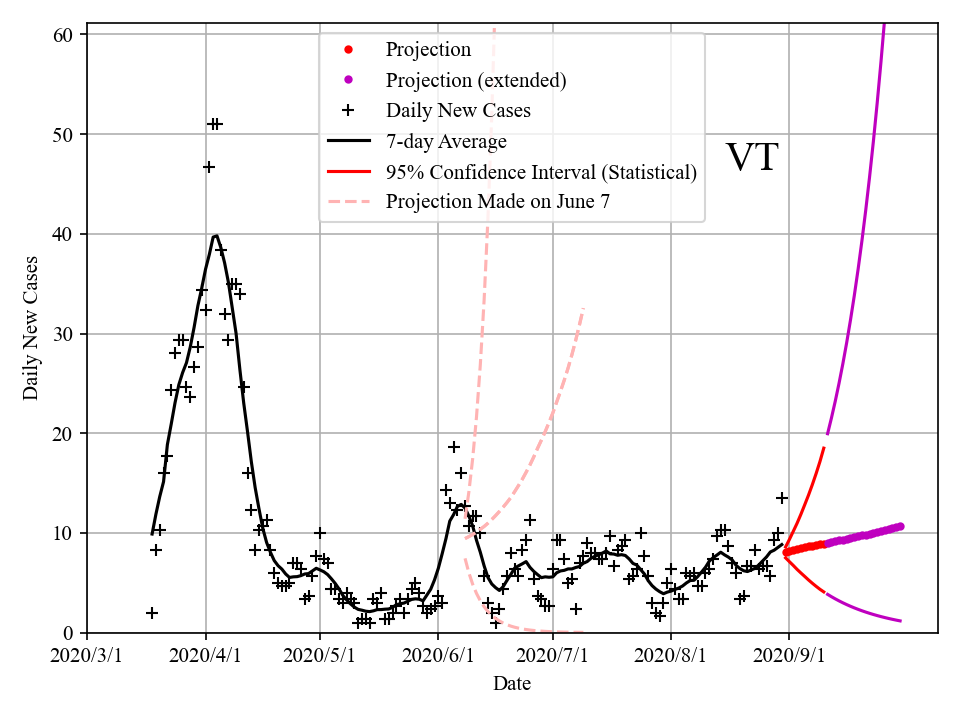 60
50
40
30
20
10
0
Daily New Cases
Projection
Projection (extended)
Daily New Cases
7-day Average
95% Confidence Interval (Statistical)
Projection Made on June 7
VT
2020/3/1 2020/4/1 2020/5/1 2020/6/1 2020/7/1 2020/8/1 2020/9/1
Date